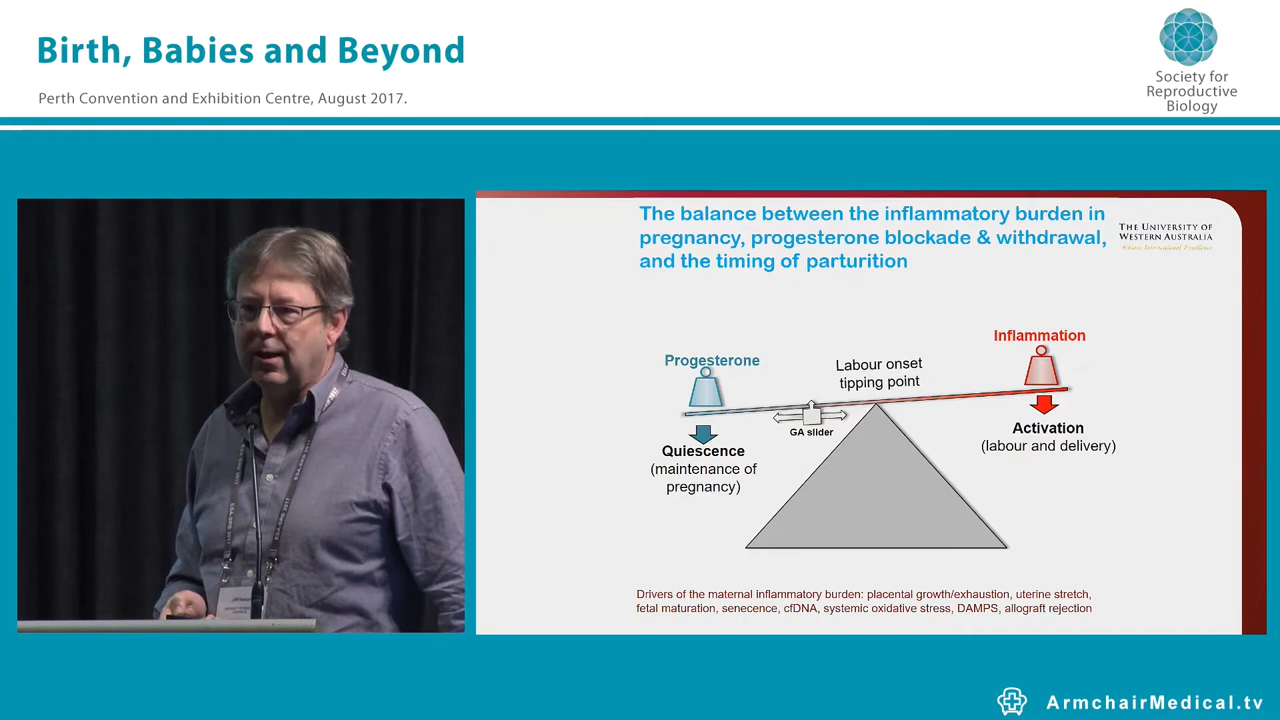 Birth, Babies and Beyond
Perth Convention and Exhibition Centre, August 2017.
Society for
Reproductive
Biology
The balance between the inflammatory burden in
pregnancy, progesterone blockade & withdrawal,
and the timing of parturition
THE UNIVERSITY OF
WESTERN AUSTRALIA
Inflammation
Progesterone
Labour onset
tipping point
GA slider
Activation
(labour and delivery)
Quiescence
(maintenance of
pregnancy)
Drivers of the maternal inflammatory burden: placental growth/exhaustion, uterine stretch,
fetal maturation, senecence, cfDNA, systemic oxidative stress, DAMPS, allograft rejection
ArmchairMedical.tv